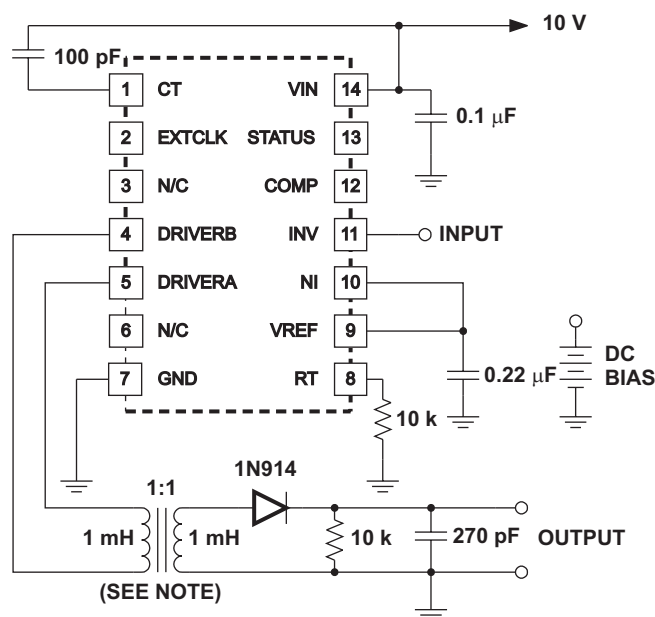 10 V
100 pF
1 CT VIN 14
0.1 μF
2 EXTCLK STATUS 13
3 N/C COMP 12
4 DRIVERB INV 11 INPUT
5 DRIVERA NI 10
6 N/C VREF 9
DC
BIAS
7 GND RT 8
0.22 μF
10 k
1N914
1:1
1 mH 1 mH
10 k
270 pF
OUTPUT
(SEE NOTE)